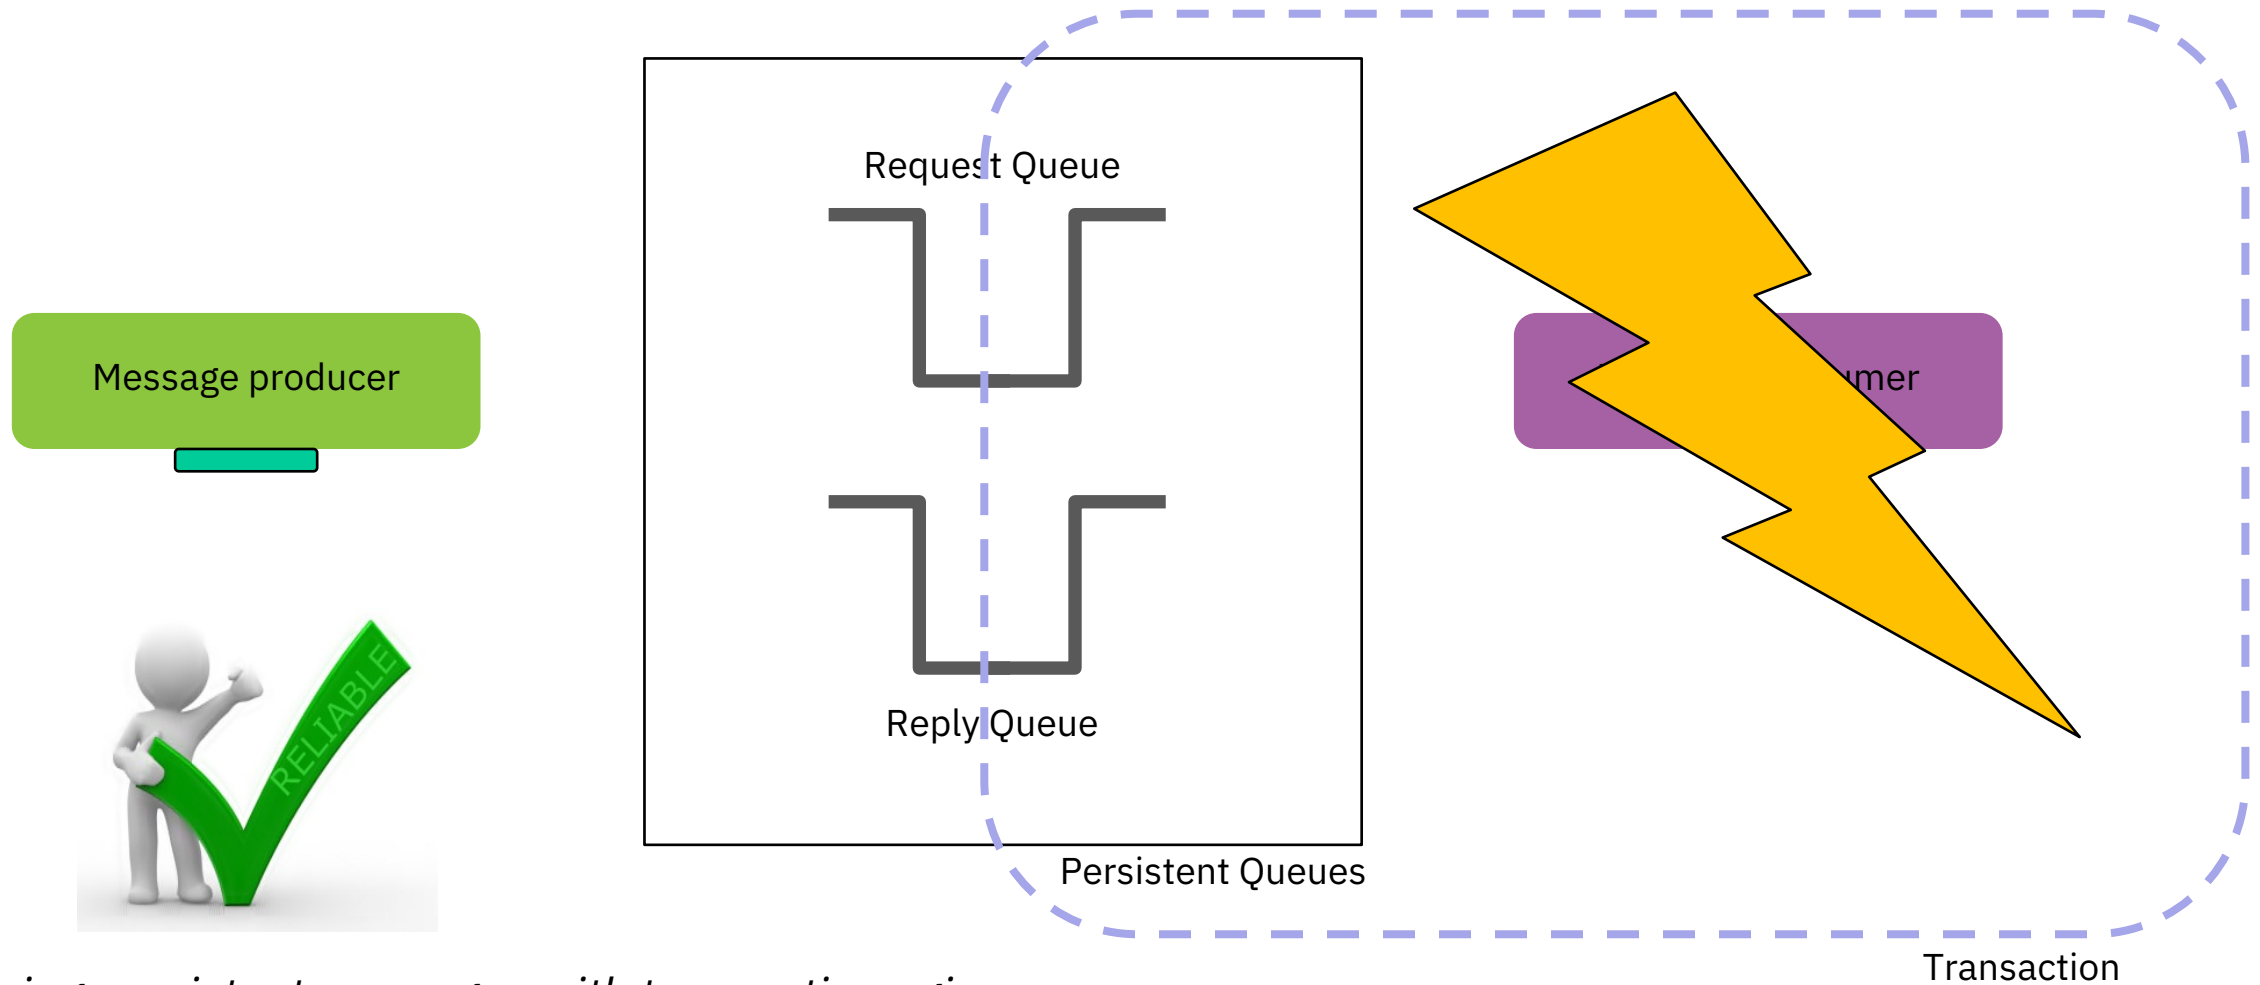 Request Queue
Message producer
umer
RELIABLE
Reply Queue
Persistent Queues
Transaction